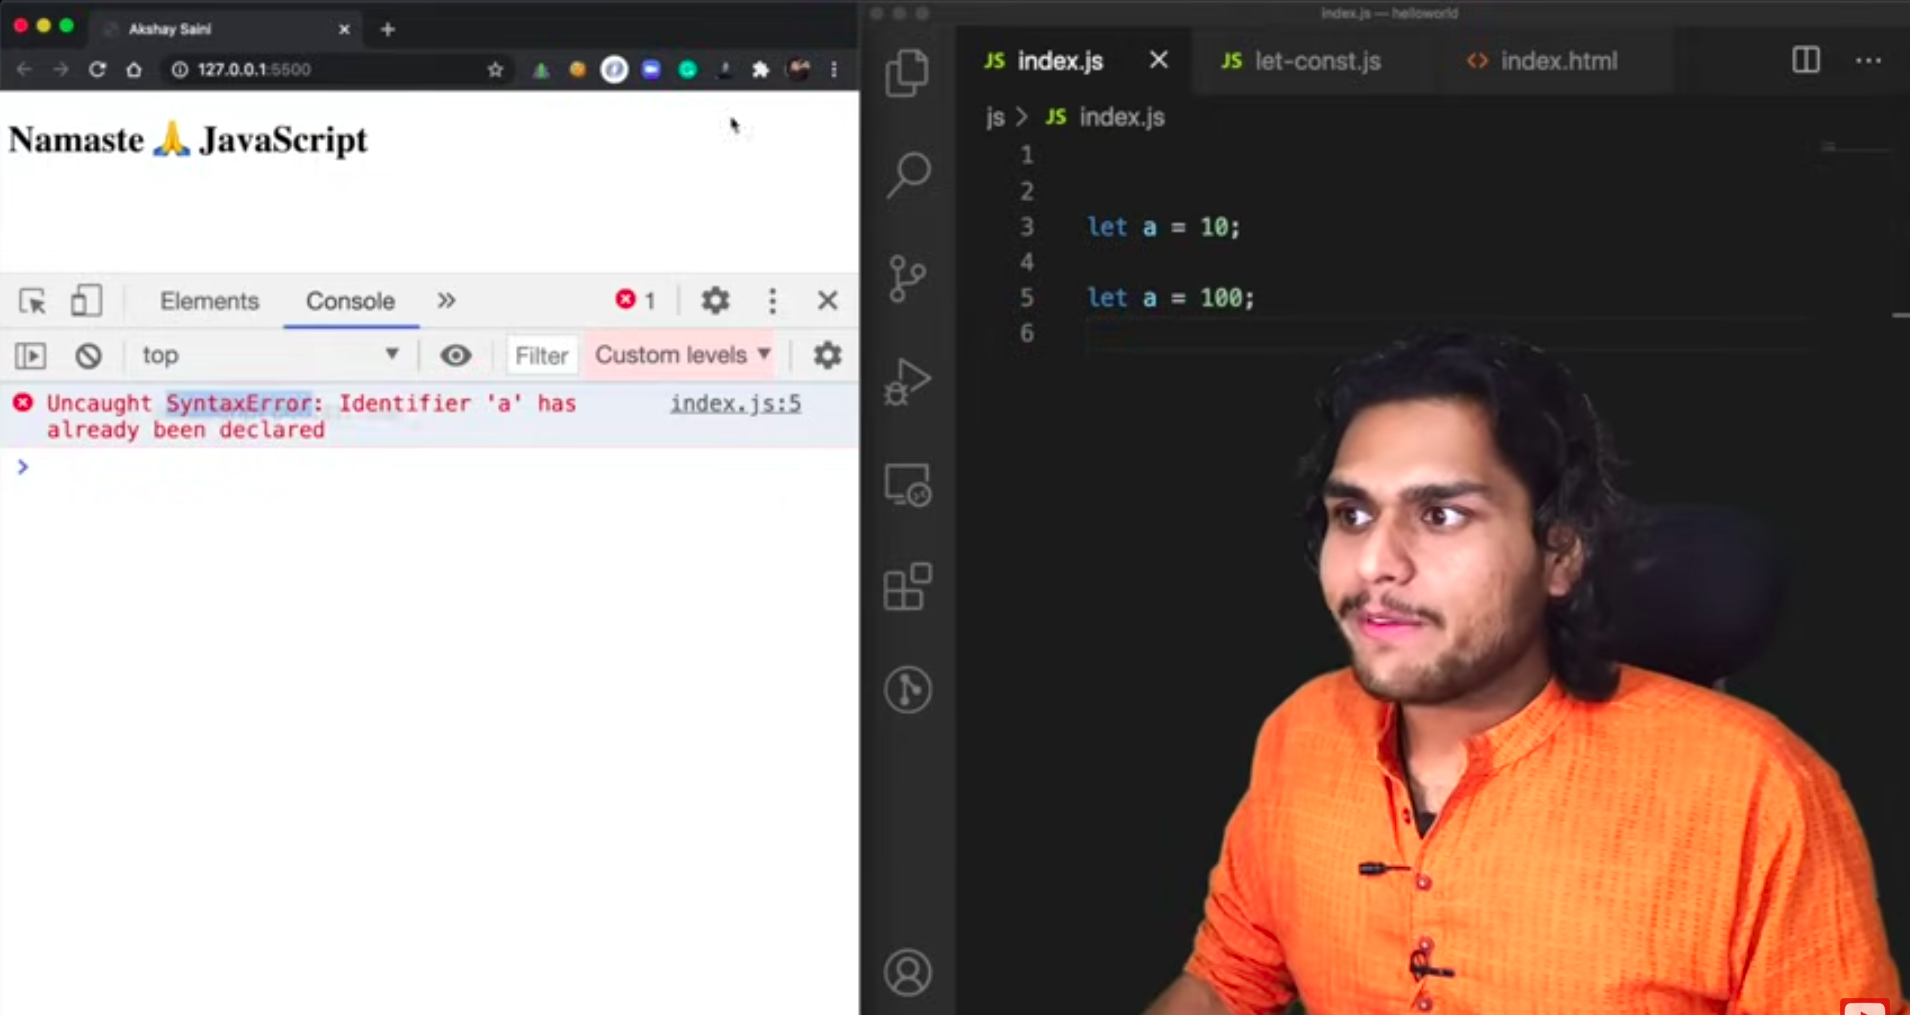 Akshay Saini
127.0.0.1:5500
Namaste 🙏 JavaScript
Elements Console » 1
top Filter Custom levels
Uncaught SyntaxError: Identifier 'a' has index.js:5
already been declared
>
index.js — helloworld
JS index.js JS let-const.js <> index.html
js > JS index.js
1
2
3 let a = 10;
4
5 let a = 100;
6